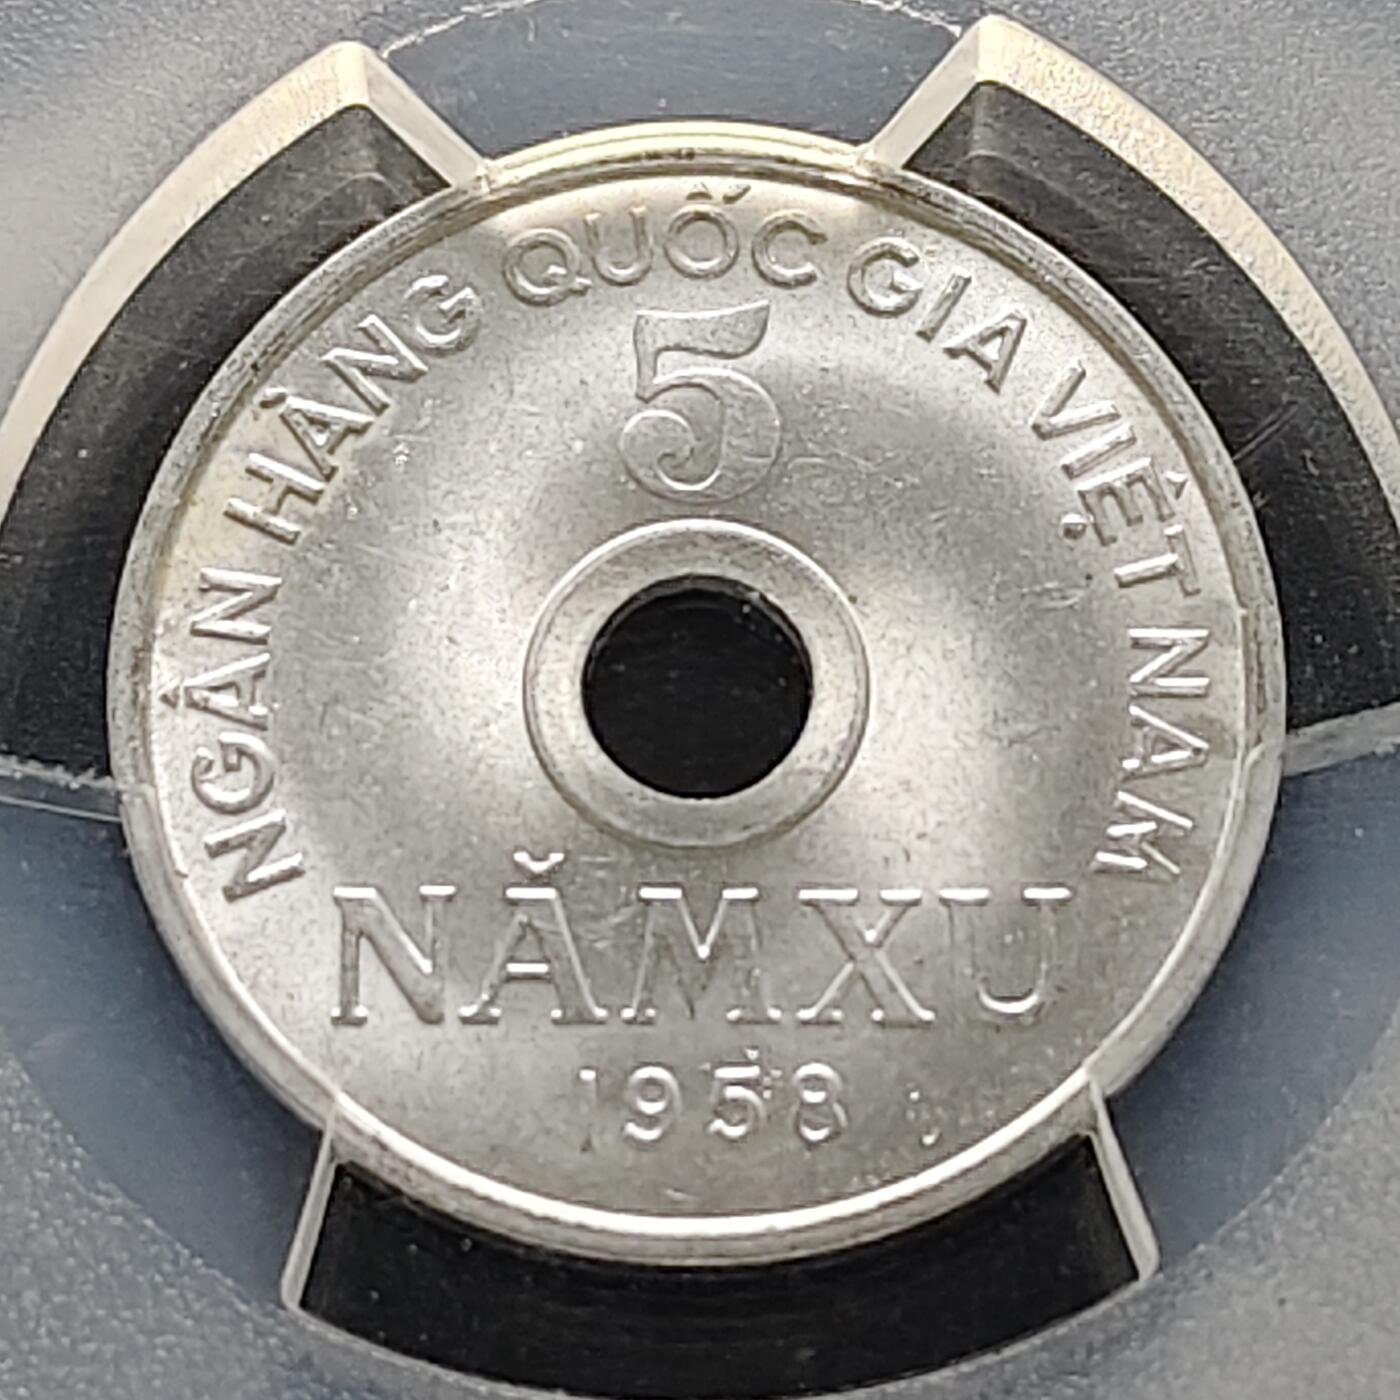 NGÂN HÀNG QUỐC GIA VIỆT NAM
5
NĂM XU
1958